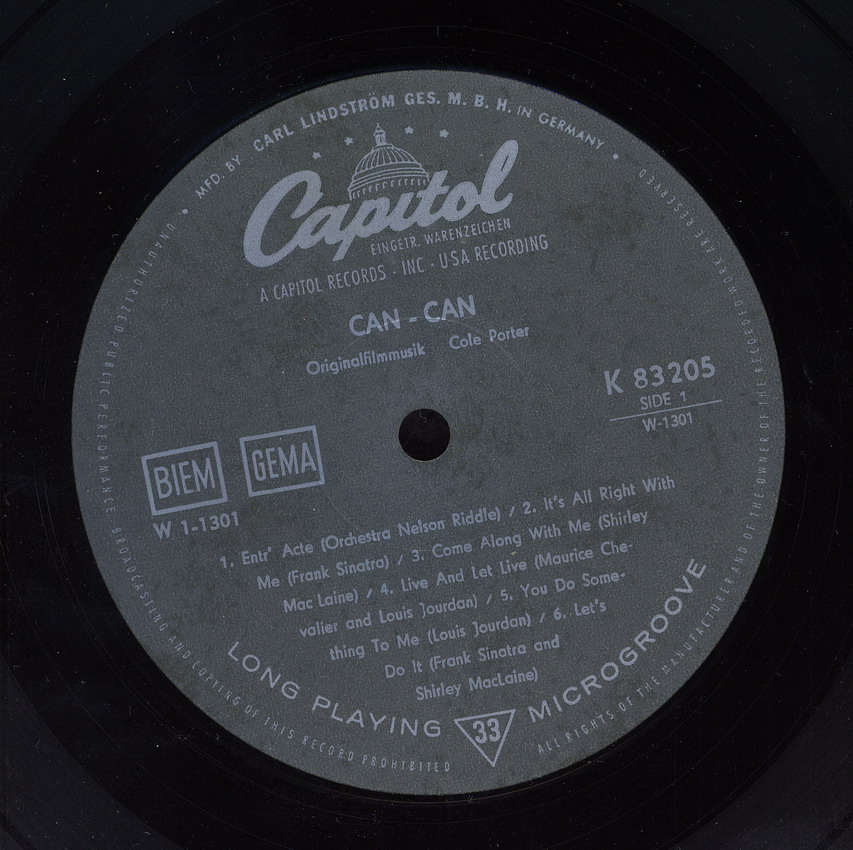 MFD. BY CARL LINDSTRÖM GES. M. B. H. IN GERMANY
Capitol
EINGETR. WARENZEICHEN
A CAPITOL RECORDS - INC - USA RECORDING
CAN - CAN
Originalfilmmusik Cole Porter
K 83205
SIDE 1
W-1301
BIEM GEMA
W 1-1301
1. Entr' Acte (Orchestra Nelson Riddle) / 2. It's All Right With
Me (Frank Sinatra) / 3. Come Along With Me (Shirley
Mac Laine) / 4. Live And Let Live (Maurice Che-
valier and Louis Jourdan) / 5. You Do Some-
thing To Me (Louis Jourdan) / 6. Let's
Do It (Frank Sinatra and
Shirley MacLaine)
LONG PLAYING 33 MICROGROOVE
ALL RIGHTS OF THE MANUFACTURER AND OF THE OWNER OF THE RECORDED WORK ARE RESERVED
UNAUTHORIZED PUBLIC PERFORMANCE, BROADCASTING AND COPYING OF THIS RECORD PROHIBITED